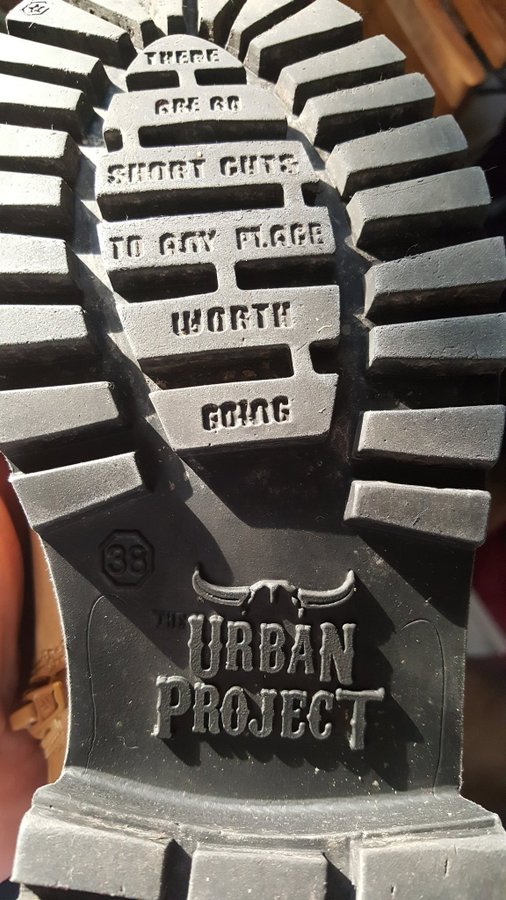 THERE
ARE NO
SHORT CUTS
TO ANY PLACE
WORTH
GOING
38
THE
URBAN
PROJECT